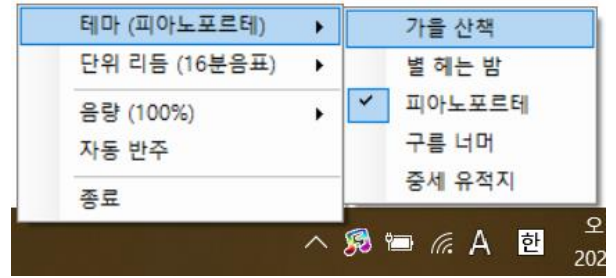 테마 (피아노포르테)
단위 리듬 (16분음표)
음량 (100%)
자동 반주
종료
가을 산책
별 헤는 밤
피아노포르테
구름 너머
중세 유적지
A 한 오
202